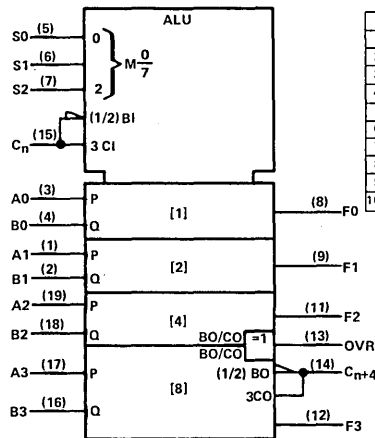 ALU
S0 (5) 0
S1 (6) M 0/7
S2 (7) 2
(1/2) BI
Cn (15) 3 CI
A0 (3) P
[1] (8) F0
B0 (4) Q
A1 (1) P
[2] (9) F1
B1 (2) Q
A2 (19) P
[4] (11) F2
B2 (18) Q
BO/CO =1 (13) OVR
BO/CO
A3 (17) P
(1/2) BO (14) Cn+4
[8]
3CO
B3 (16) Q
(12) F3